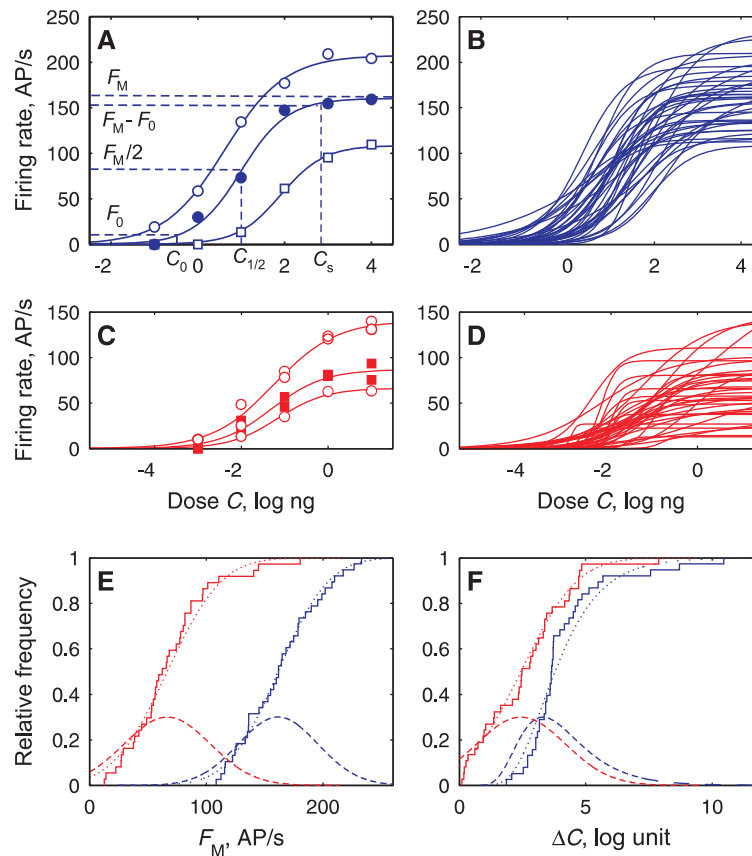 A
B
Firing rate, AP/s
250
200
150
100
50
0
F_M
F_M – F_0
F_M/2
F_0
C_0
C_1/2
C_s
-2
0
2
4
250
200
150
100
50
0
-2
0
2
4
C
D
Firing rate, AP/s
150
100
50
0
-4
-2
0
Dose C, log ng
150
100
50
0
-4
-2
0
Dose C, log ng
E
F
Relative frequency
1
0.8
0.6
0.4
0.2
0
0
100
200
F_M, AP/s
1
0.8
0.6
0.4
0.2
0
0
5
10
ΔC, log unit